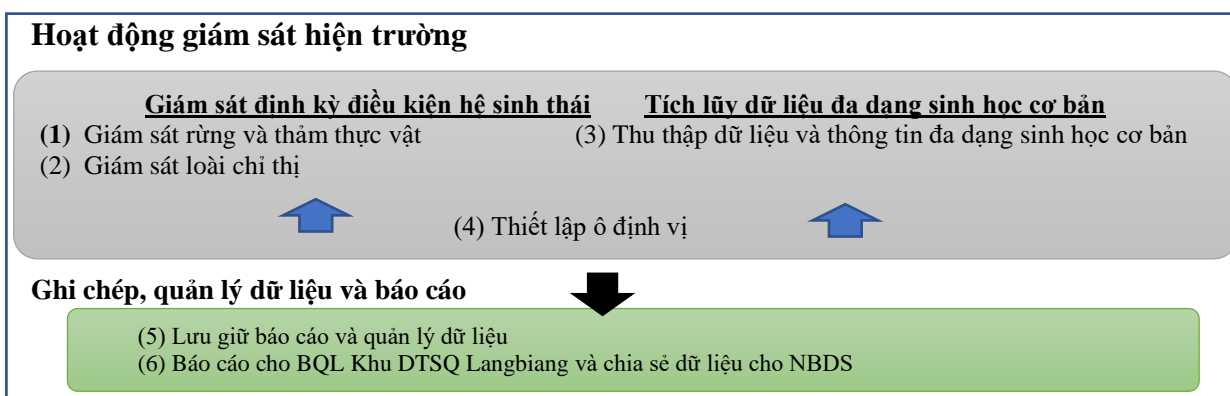 Hoạt động giám sát hiện trường
Giám sát định kỳ điều kiện hệ sinh thái Tích lũy dữ liệu đa dạng sinh học cơ bản
(1) Giám sát rừng và thảm thực vật (3) Thu thập dữ liệu và thông tin đa dạng sinh học cơ bản
(2) Giám sát loài chỉ thị
(4) Thiết lập ô định vị
Ghi chép, quản lý dữ liệu và báo cáo
(5) Lưu giữ báo cáo và quản lý dữ liệu
(6) Báo cáo cho BQL Khu DTSQ Langbiang và chia sẻ dữ liệu cho NBDS